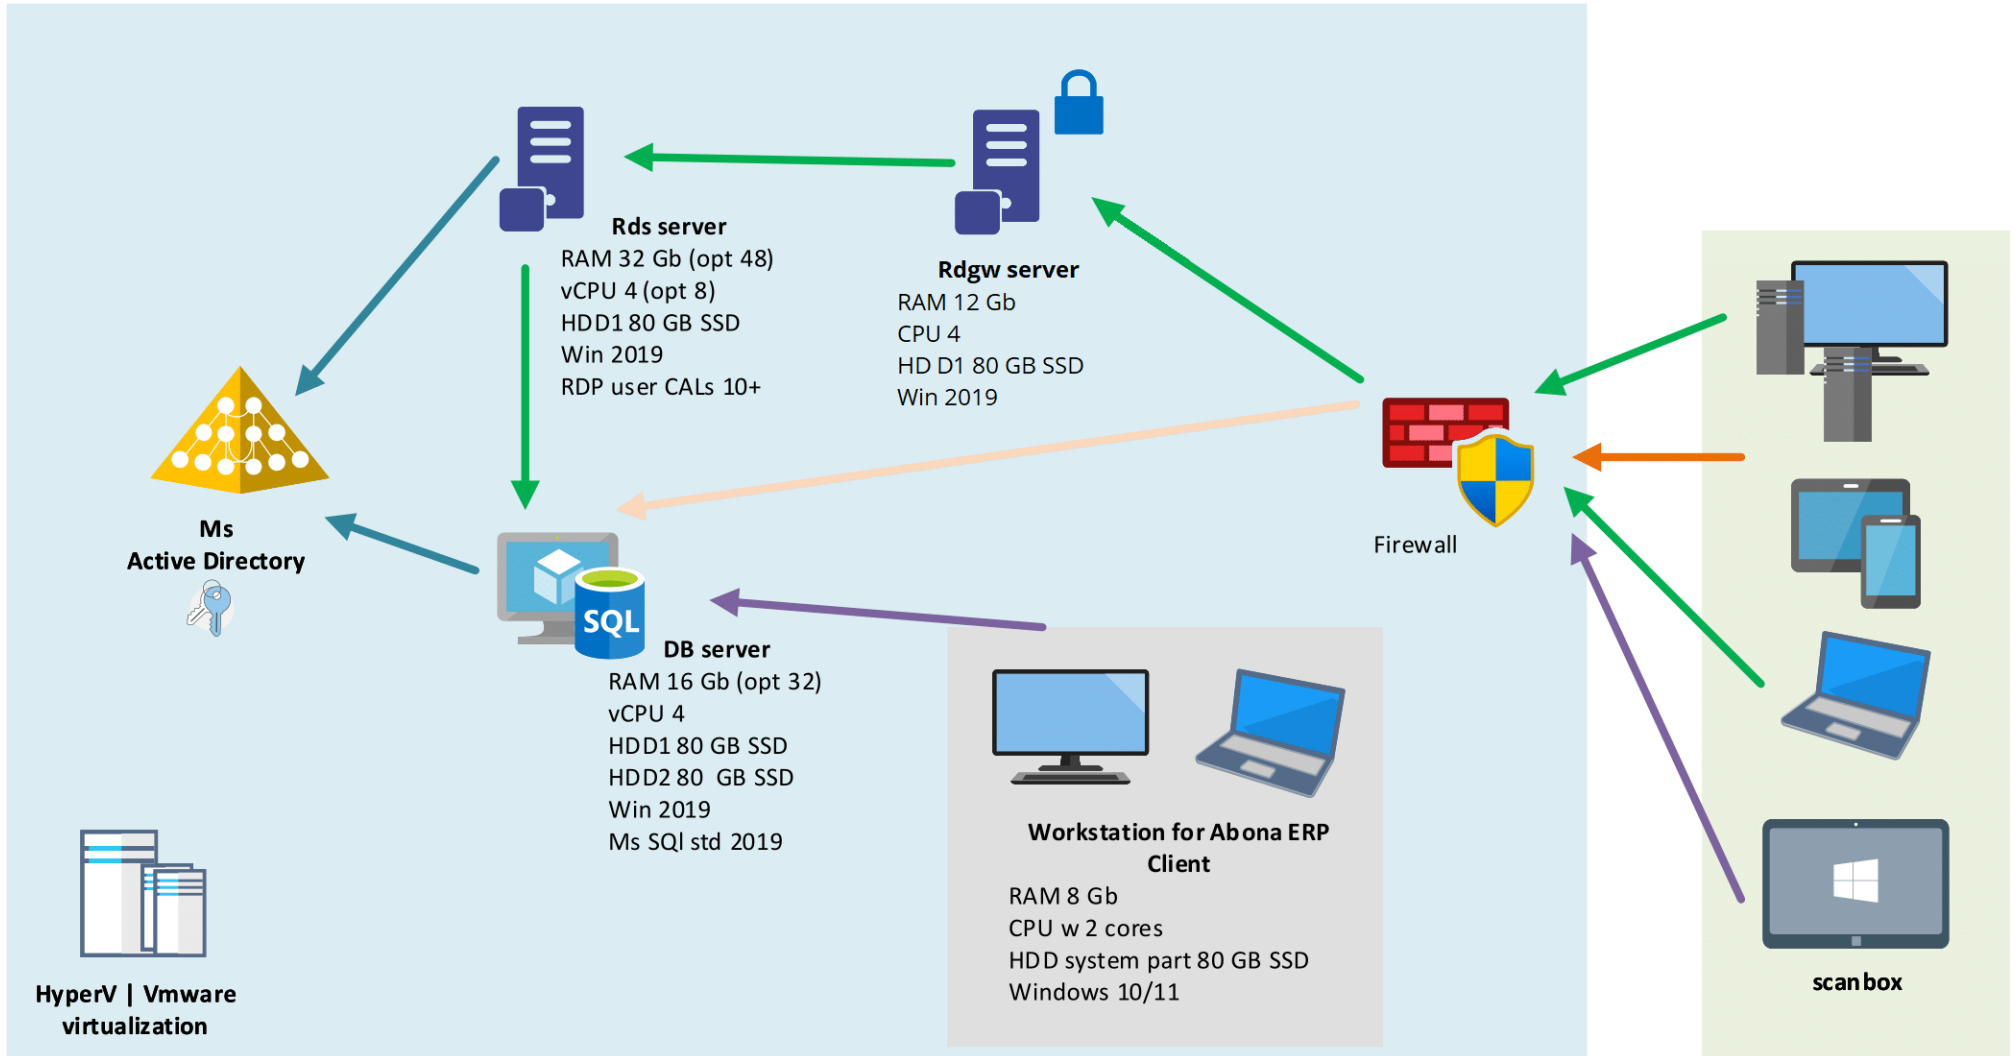 Rds server
RAM 32 Gb (opt 48)
vCPU 4 (opt 8)
HDD1 80 GB SSD
Win 2019
RDP user CALs 10+
Rdgw server
RAM 12 Gb
CPU 4
HD D1 80 GB SSD
Win 2019
Firewall
Ms
Active Directory
SQL
DB server
RAM 16 Gb (opt 32)
vCPU 4
HDD1 80 GB SSD
HDD2 80  GB SSD
Win 2019
Ms SQl std 2019
Workstation for Abona ERP
Client
RAM 8 Gb
CPU w 2 cores
HDD system part 80 GB SSD
Windows 10/11
scanbox
HyperV | Vmware
virtualization